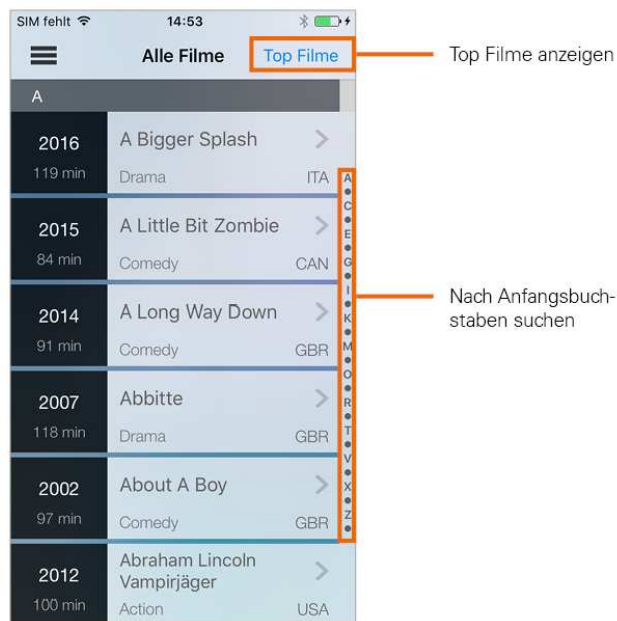 SIM fehlt 14:53
Alle Filme Top Filme
Top Filme anzeigen
A
2016 A Bigger Splash
119 min Drama ITA
2015 A Little Bit Zombie
84 min Comedy CAN
2014 A Long Way Down
91 min Comedy GBR
2007 Abbitte
118 min Drama GBR
2002 About A Boy
97 min Comedy GBR
2012 Abraham Lincoln
Vampirjäger
100 min Action USA
A
C
E
G
I
K
M
O
R
T
V
X
Z
Nach Anfangsbuch-
staben suchen